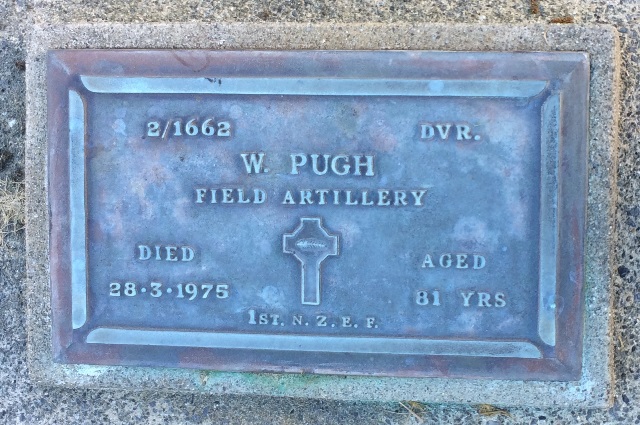 2/1662 DVR.
W. PUGH
FIELD ARTILLERY
DIED AGED
28·3·1975 81 YRS
1ST. N. Z. E. F.